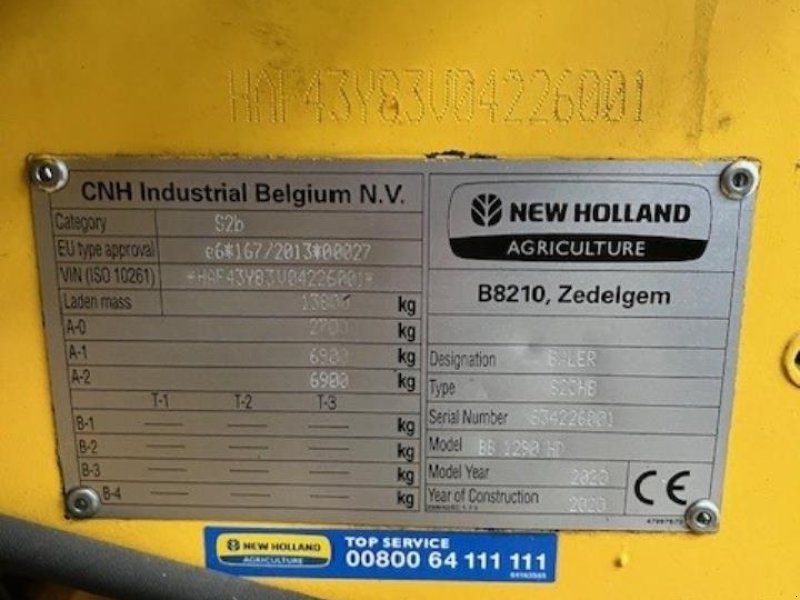 HAF43Y83V04226001
CNH Industrial Belgium N.V.
Category S2b
EU type approval e6*167/2013*00027
VIN (ISO 10261) *HAF43Y83V04226001*
Laden mass kg
A-0 2700 kg
A-1 6900 kg
A-2 6900 kg
T-1 T-2 T-3
B-1 — — — kg
B-2 — — — kg
B-3 — — — kg
B-4 — — — kg
NEW HOLLAND
AGRICULTURE
B8210, Zedelgem
Designation BALER
Type
Serial Number 634226001
Model BB 1290 HD
Model Year 2020
Year of Construction 2020
CE
NEW HOLLAND
AGRICULTURE
TOP SERVICE
00800 64 111 111